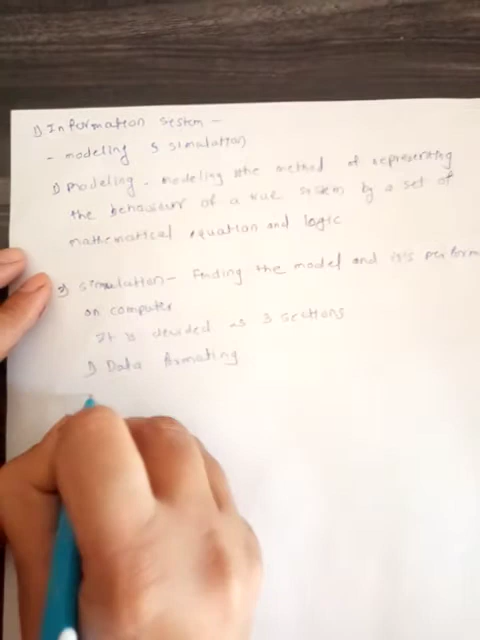 1) Information System -
- modeling & simulation
1) modeling - modeling the method of representing
the behaviour of a real system by a set of
mathematical equation and logic
2) simulation - Finding the model and it's perform
on computer
It is devided as 3 sections
1) Data formating